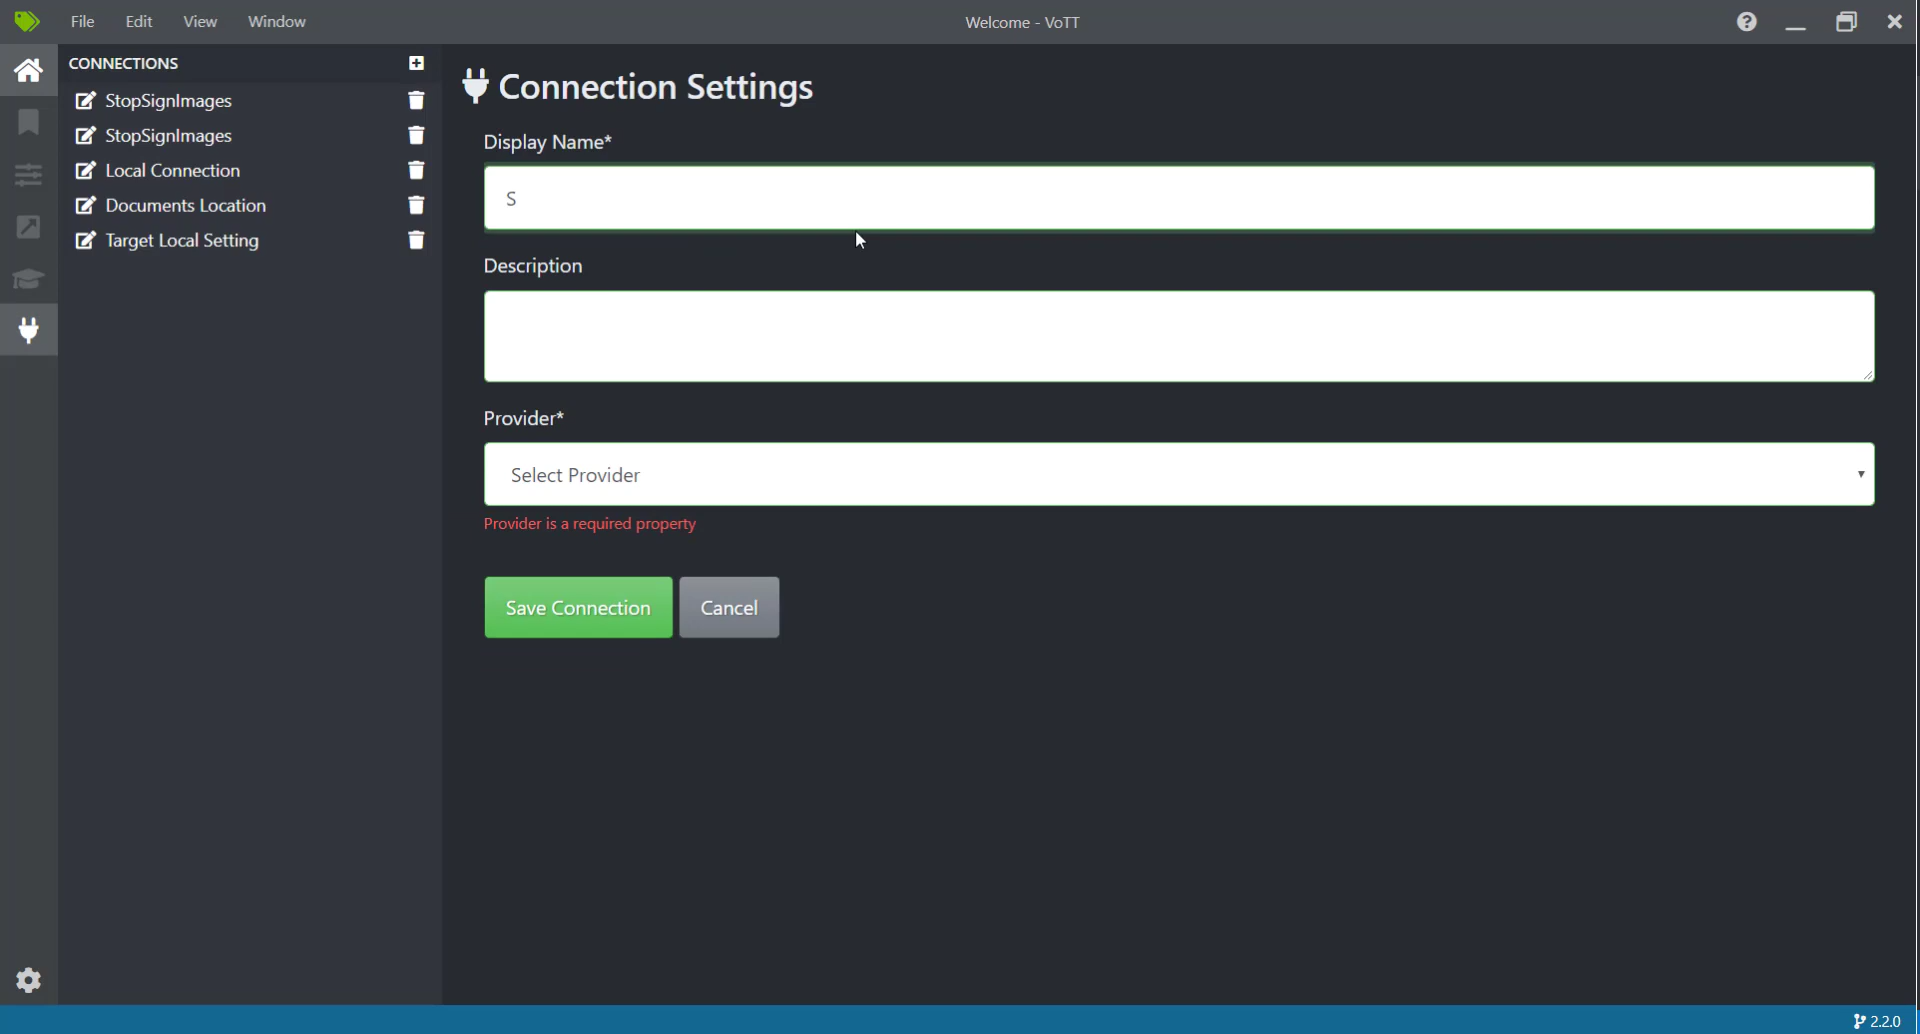 File Edit View Window Welcome - VoTT
CONNECTIONS
StopSignImages
StopSignImages
Local Connection
Documents Location
Target Local Setting
Connection Settings
Display Name*
S
Description
Provider*
Select Provider
Provider is a required property
Save Connection Cancel
2.2.0